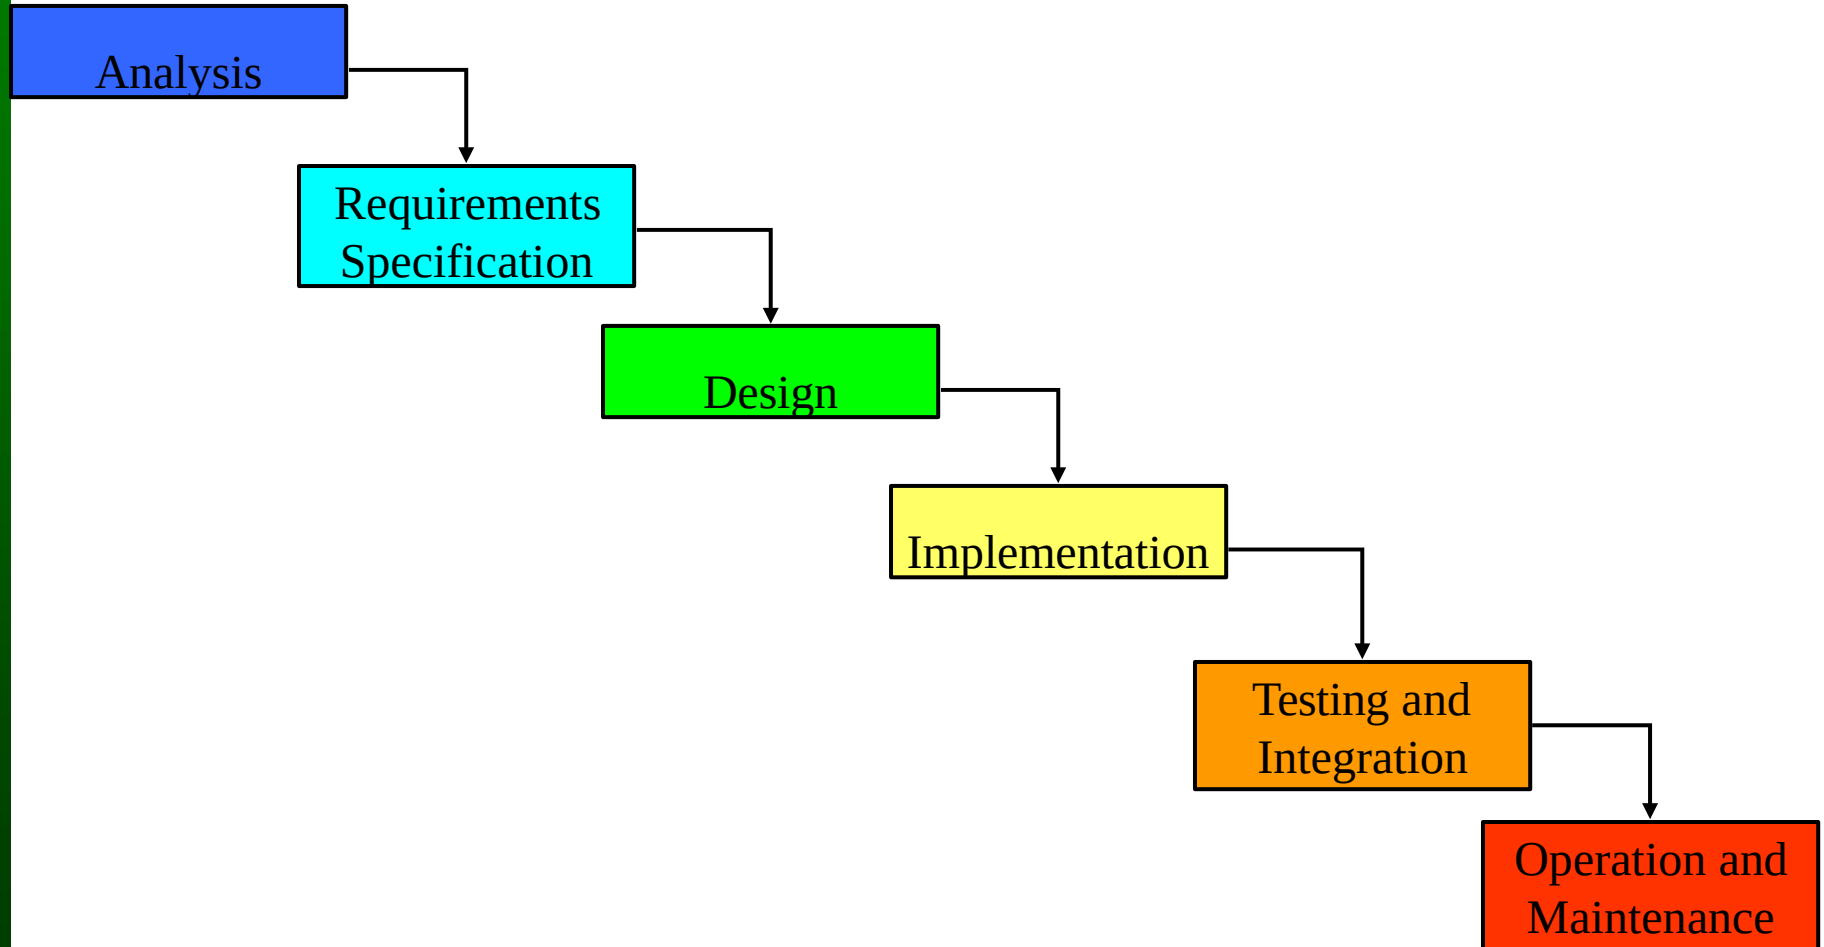 Analysis
Requirements
Specification
Design
Implementation
Testing and
Integration
Operation and
Maintenance